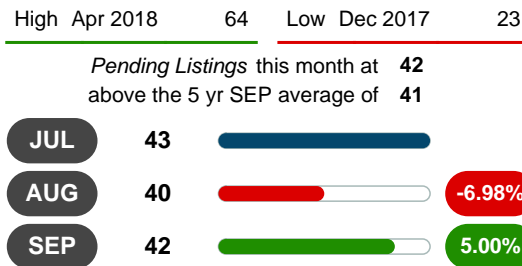 High Apr 2018 64 Low Dec 2017 23
Pending Listings this month at 42
above the 5 yr SEP average of 41
JUL 43
AUG 40 -6.98%
SEP 42 5.00%